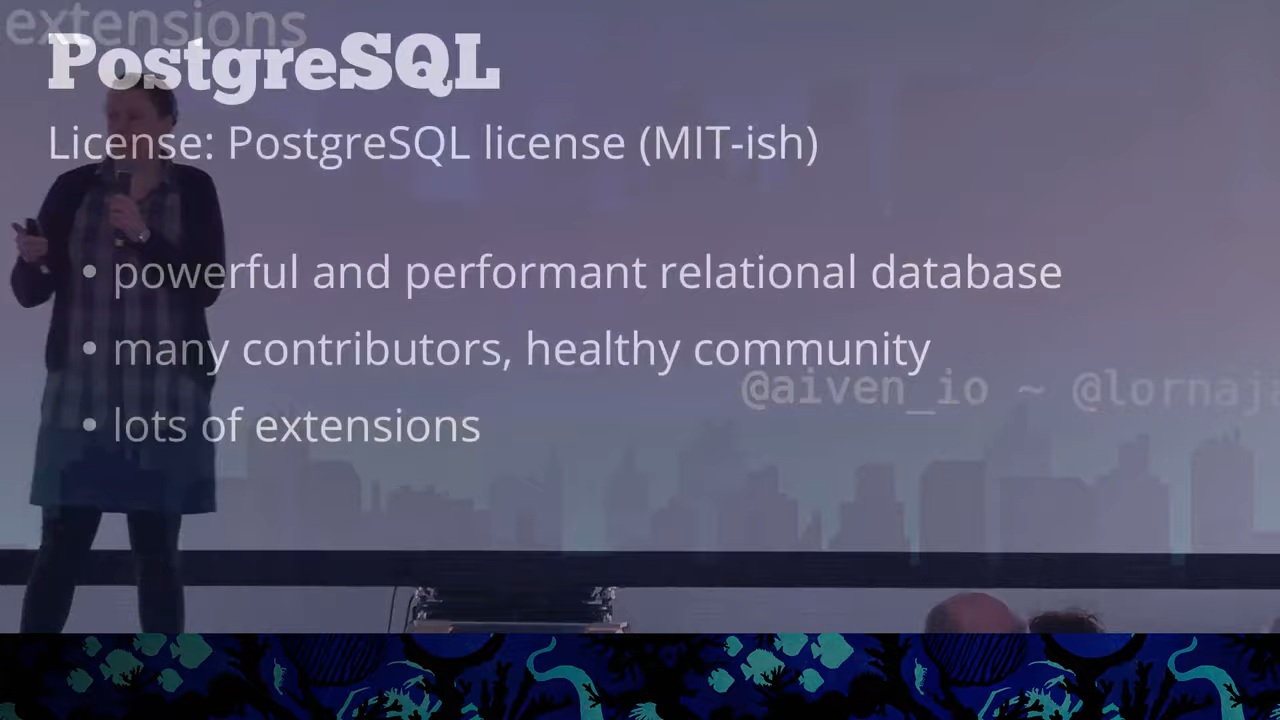 extensions
PostgreSQL
License: PostgreSQL license (MIT-ish)
• powerful and performant relational database
• many contributors, healthy community
@aiven_io ~ @lornaja
• lots of extensions